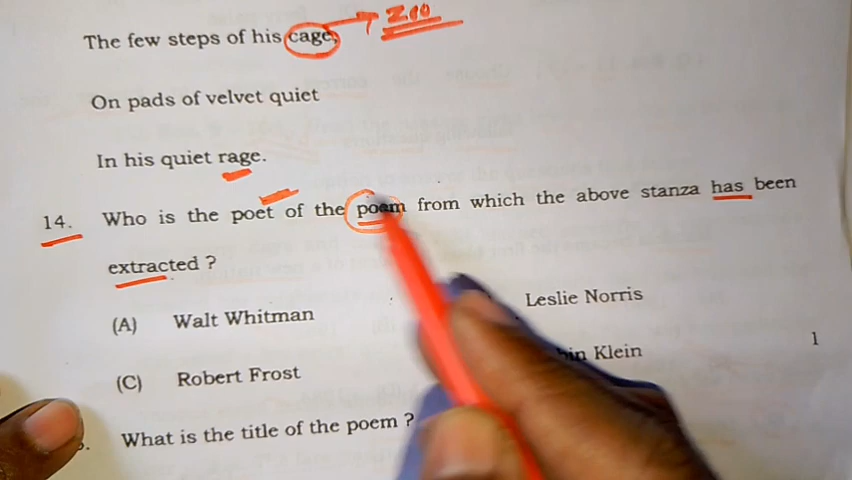 Zoo
The few steps of his cage,
On pads of velvet quiet
In his quiet rage.
14. Who is the poet of the poem from which the above stanza has been
extracted ?
(A) Walt Whitman Leslie Norris
(C) Robert Frost Klein
1
What is the title of the poem ?